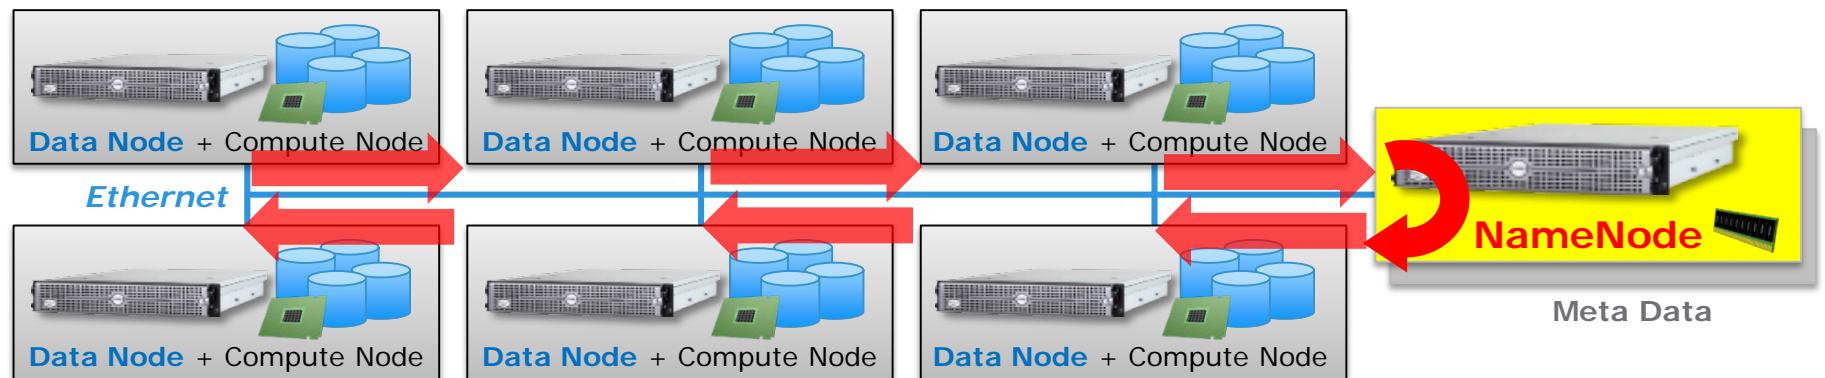 Data Node + Compute Node
Data Node + Compute Node
Data Node + Compute Node
Ethernet
NameNode
Meta Data
Data Node + Compute Node
Data Node + Compute Node
Data Node + Compute Node